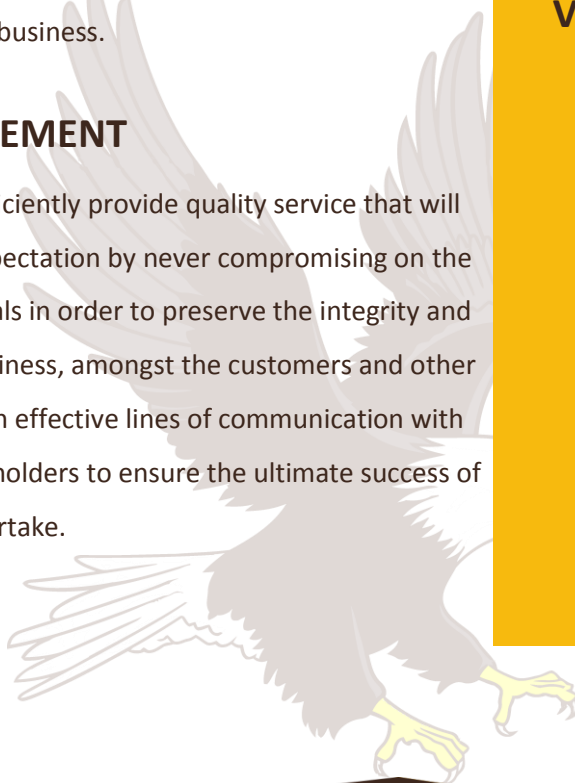 business.
V
EMENT
ciently provide quality service that will
pectation by never compromising on the
als in order to preserve the integrity and
iness, amongst the customers and other
n effective lines of communication with
holders to ensure the ultimate success of
rtake.